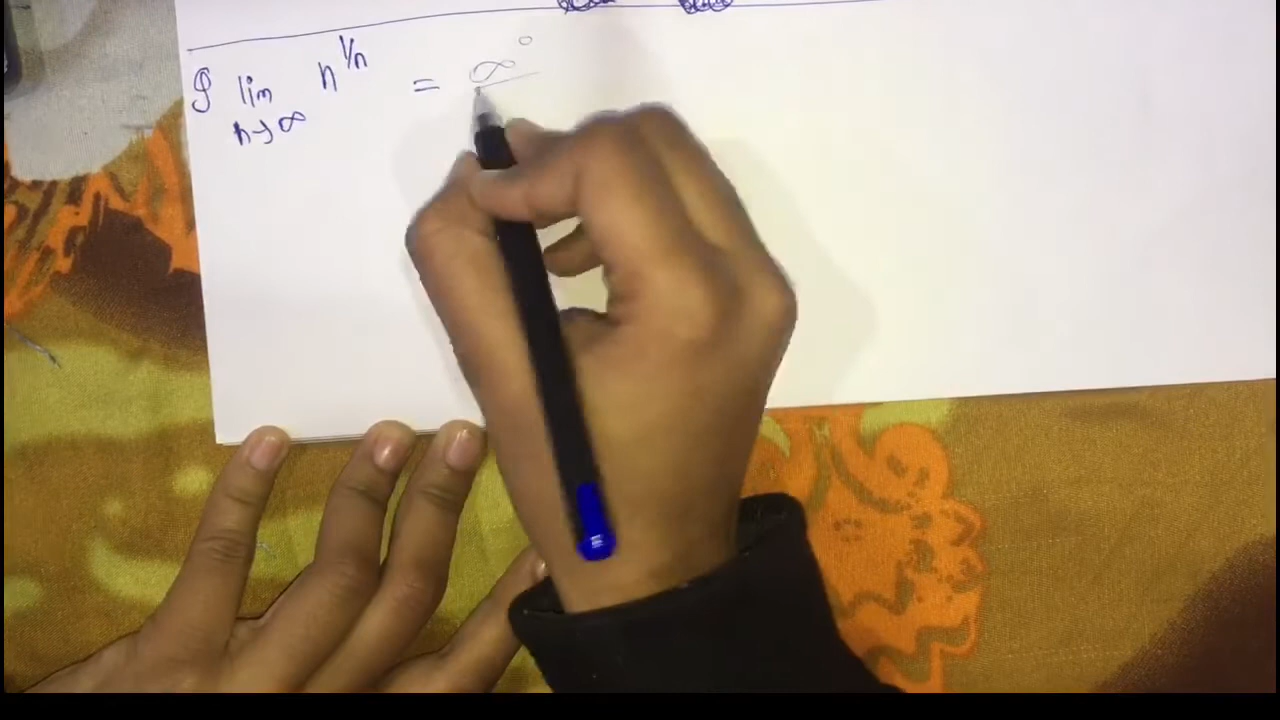 lim n^{1/n} = ∞^0
n→∞